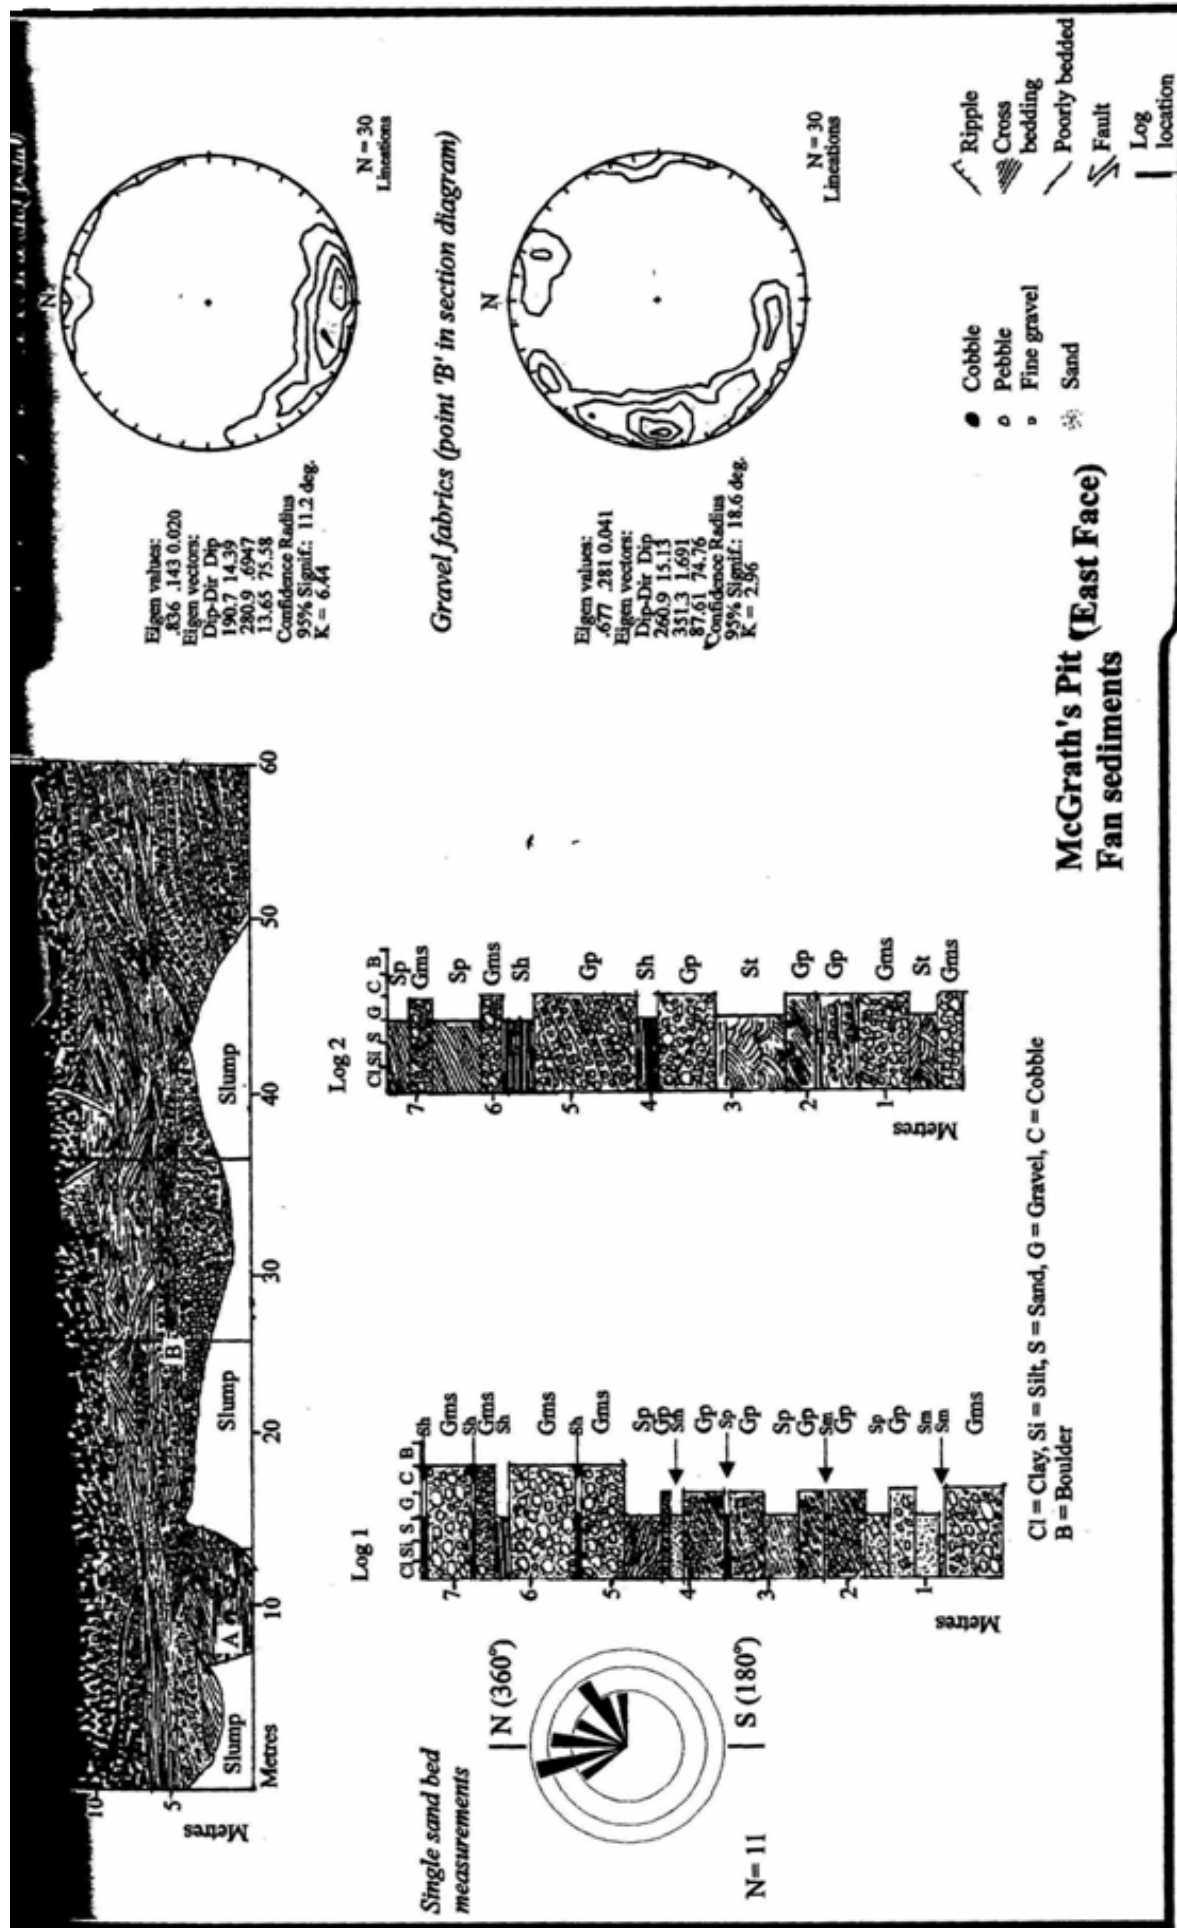 10
5
Metres
Slump
A
Slump
B
Slump
Metres
10
20
30
40
50
60
N
N = 30
Lineations
Eigen values:
.836 .143 0.020
Eigen vectors:
Dip-Dir Dip
190.7 14.39
280.9 .6947
13.65 75.58
Confidence Radius
95% Signif.: 11.2 deg.
K = 6.44
Gravel fabrics (point 'B' in section diagram)
N
N = 30
Lineations
Eigen values:
.677 .281 0.041
Eigen vectors:
Dip-Dir Dip
260.9 15.13
351.3 1.691
87.61 74.76
Confidence Radius
95% Signif.: 18.6 deg.
K = 2.96
Single sand bed
measurements
N (360°)
S (180°)
N= 11
Log 1
Cl Si S G C B
7
6
5
4
3
2
1
Metres
Sh
Gms
Sh
Gms
Sh
Gms
Sh
Gms
Sp
Gp
Sm
Gp
Sp
Gp
Sp
Gp
Sm
Gp
Sp
Gp
Sm
Sm
Gms
Log 2
Cl Si S G C B
7
6
5
4
3
2
1
Metres
Sp
Gms
Sp
Gms
Sh
Gp
Sh
Gp
St
Gp
Gp
Gms
St
Gms
Cl = Clay, Si = Silt, S = Sand, G = Gravel, C = Cobble
B = Boulder
McGrath's Pit (East Face)
Fan sediments
Cobble
Pebble
Fine gravel
Sand
Ripple
Cross
bedding
Poorly bedded
Fault
Log
location